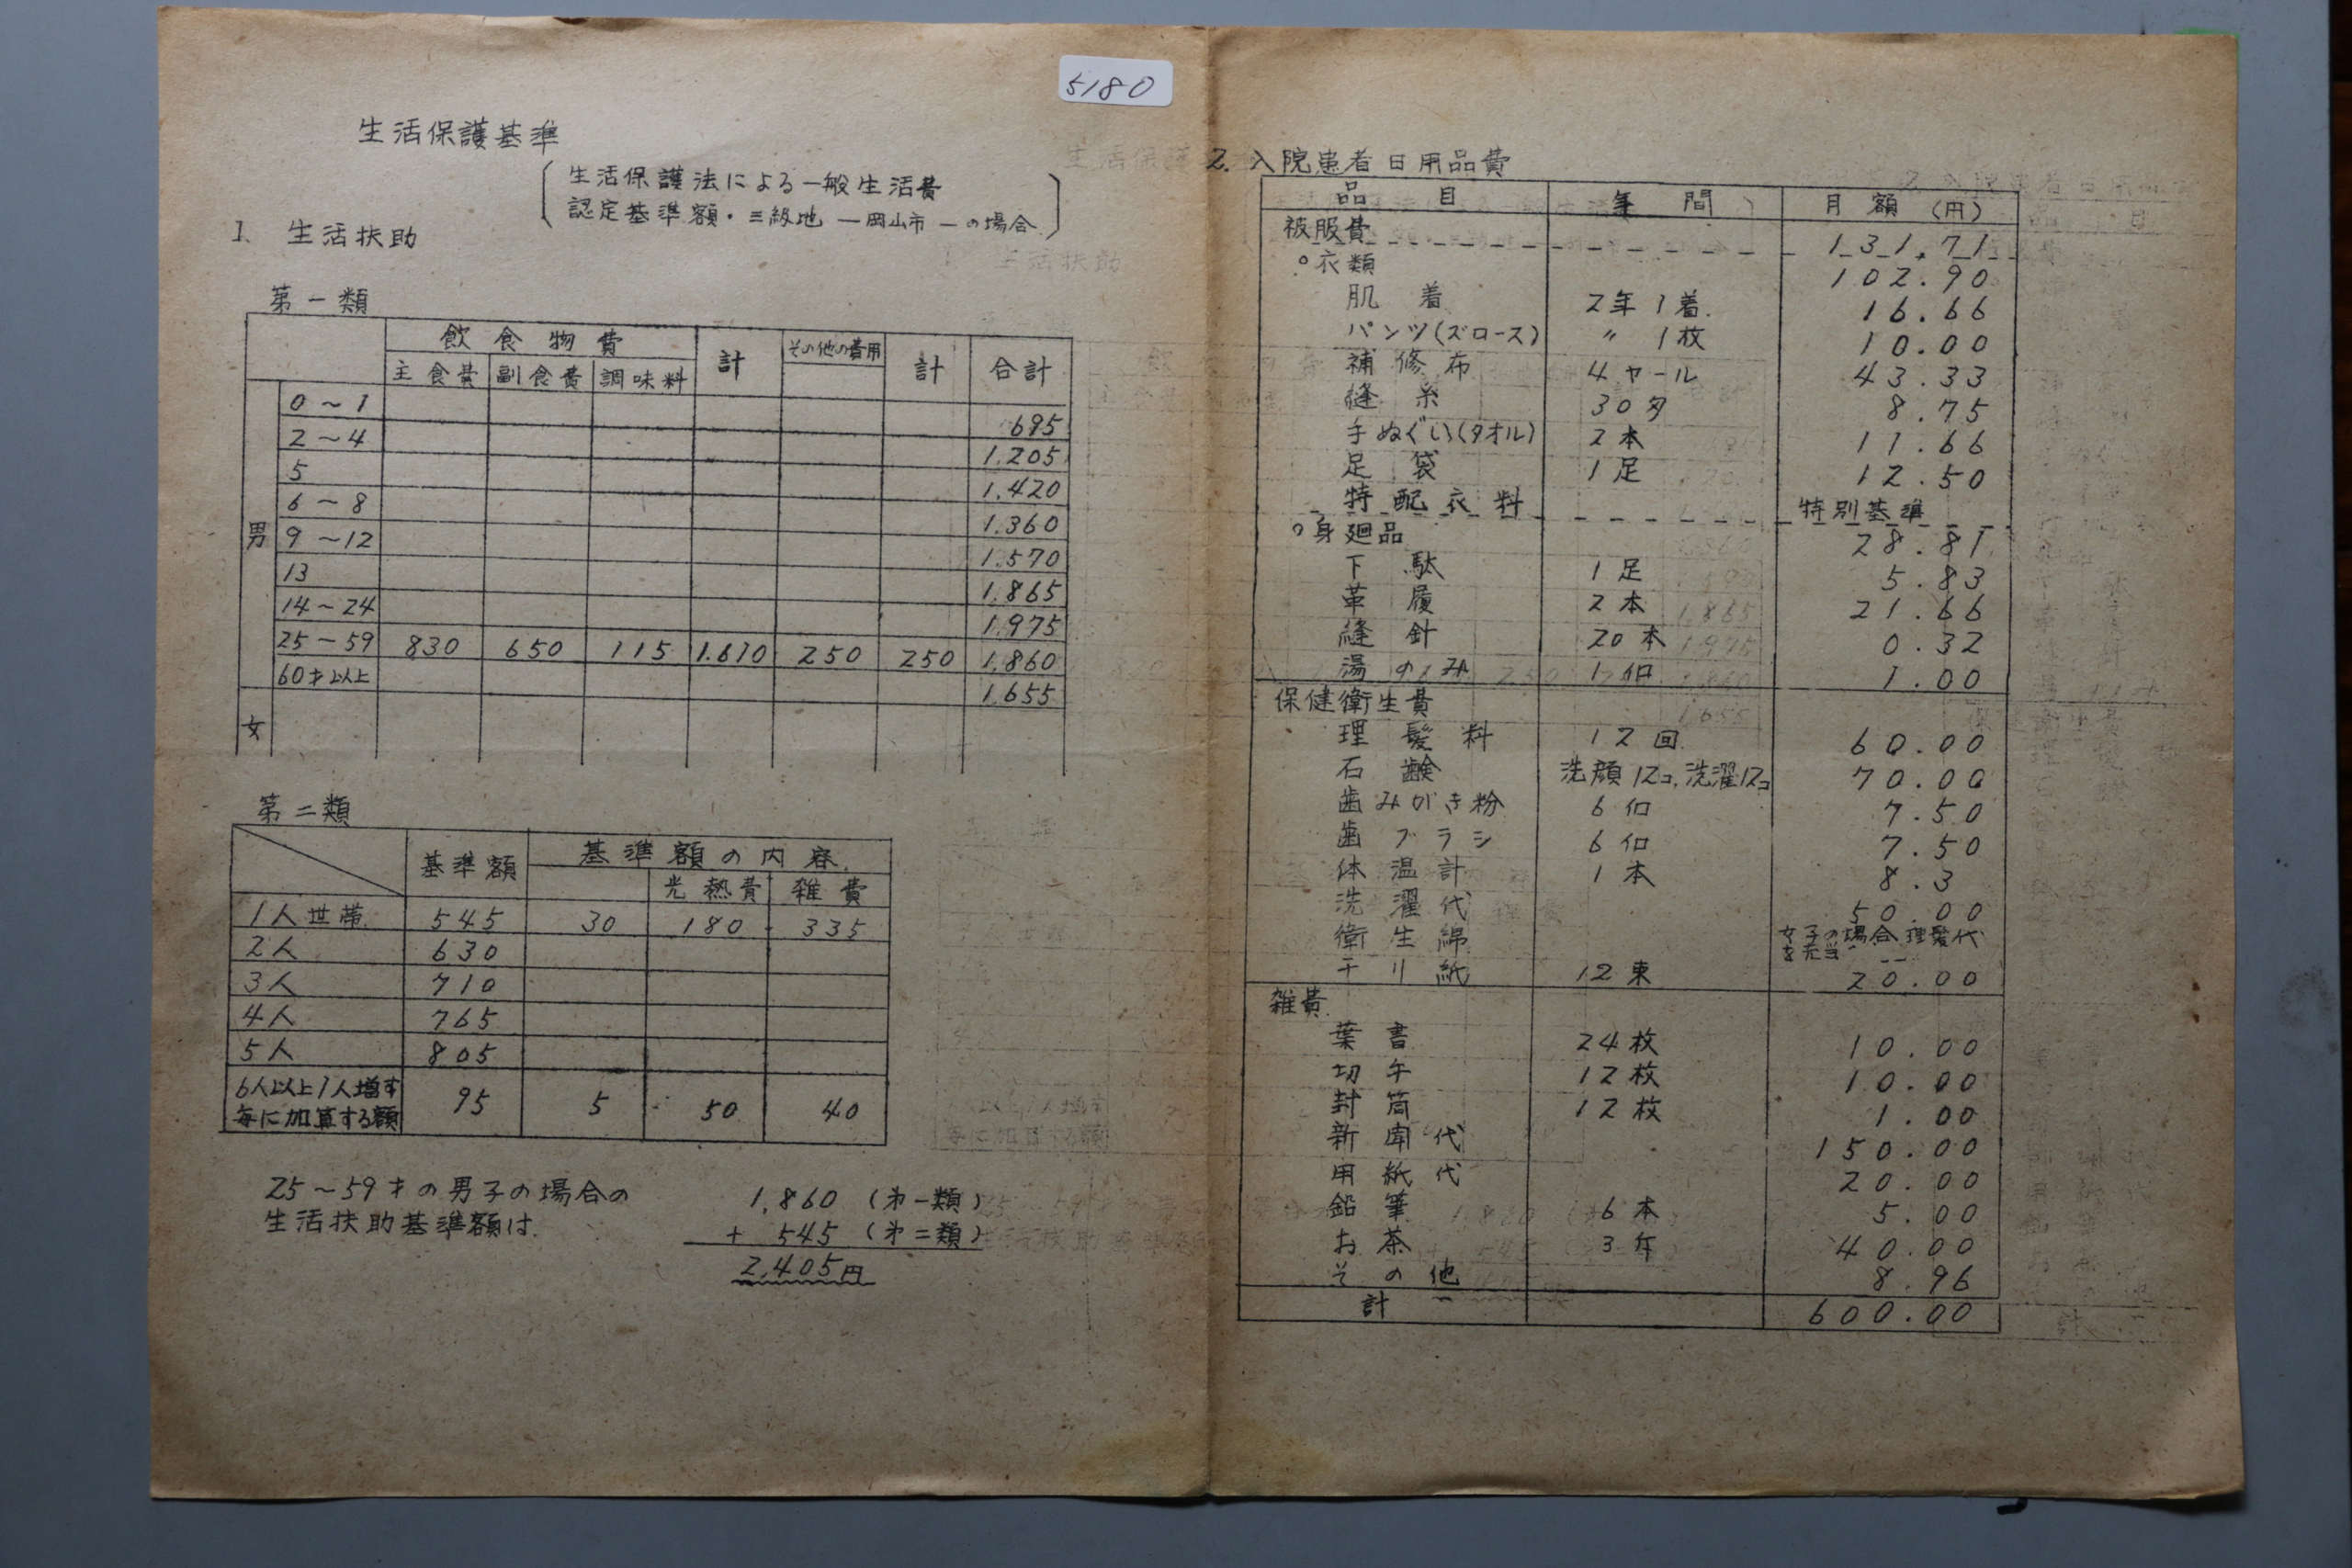 5180
生活保護基準
生活保護法による一般生活費
認定基準額・三級地 ―岡山市―の場合
1. 生活扶助
第一類
飲食物費 計 その他の費用 計 合計
主食費 副食費 調味料
男
0～1 695
2～4 1,205
5 1,420
6～8 1.360
9～12 1.570
13 1.865
14～24 1.975
25～59 830 650 115 1.610 250 250 1,860
60才以上 1.655
女
第二類
基準額 基準額の内容
光熱費 雑費
1人世帯 545 30 180 335
2人 630
3人 710
4人 765
5人 805
6人以上1人増す 95 5 50 40
毎に加算する額
25～59才の男子の場合の
生活扶助基準額は
1,860 (才一類)
+ 545 (才二類)
2,405円
2. 入院患者日用品費
品目 年間 月額(円)
被服費 131.71
○衣類 102.90
肌着 2年1着. 16.66
パンツ(ズロース) 〃 1枚 10.00
補修布 4ヤール 43.33
縫糸 30匁 8.75
手ぬぐい(タオル) 2本 11.66
足袋 1足 12.50
特配衣料 特別基準
○身廻品 28.81
下駄 1足 5.83
草履 2本 21.66
縫針 20本 0.32
湯のみ 1個 1.00
保健衛生費
理髪料 12回 60.00
石鹸 洗顔12コ,洗濯12コ 70.00
歯みがき粉 6個 7.50
歯ブラシ 6個 7.50
体温計 1本 8.3
洗濯代 50.00
衛生綿 女子の場合理髪代
を充当
チリ紙 12束 20.00
雑費
葉書 24枚 10.00
切手 12枚 10.00
封筒 12枚 1.00
新聞代 150.00
用紙代 20.00
鉛筆 6本 5.00
お茶 3斤 40.00
その他 8.96
計 600.00